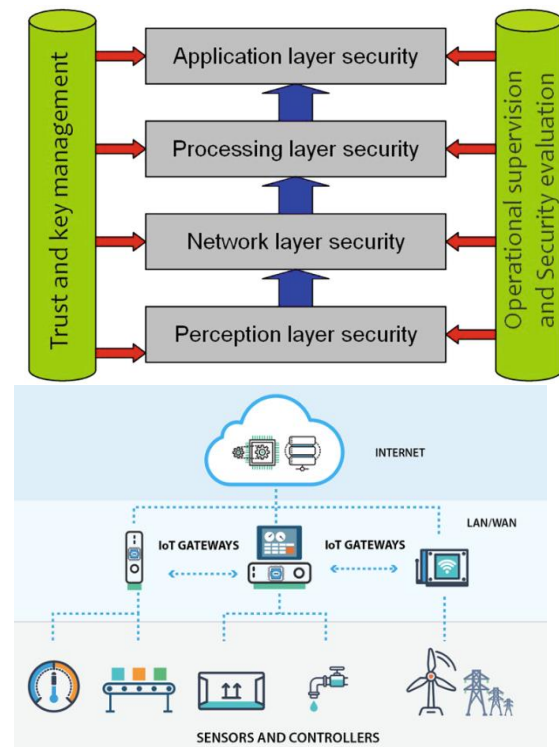 Trust and key management
Application layer security
Processing layer security
Network layer security
Perception layer security
Operational supervision
and Security evaluation
INTERNET
LAN/WAN
IoT GATEWAYS
IoT GATEWAYS
SENSORS AND CONTROLLERS